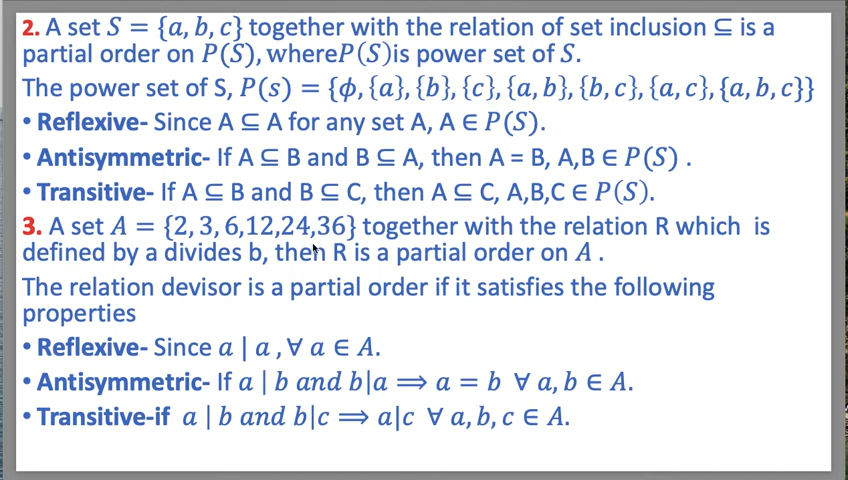 2. A set S = {a, b, c} together with the relation of set inclusion ⊆ is a
partial order on P(S), whereP(S)is power set of S.
The power set of S, P(s) = {ϕ, {a}, {b}, {c}, {a, b}, {b, c}, {a, c}, {a, b, c}}
• Reflexive- Since A ⊆ A for any set A, A ∈ P(S).
• Antisymmetric- If A ⊆ B and B ⊆ A, then A = B, A,B ∈ P(S) .
• Transitive- If A ⊆ B and B ⊆ C, then A ⊆ C, A,B,C ∈ P(S).
3. A set A = {2, 3, 6,12,24,36} together with the relation R which is
defined by a divides b, then R is a partial order on A .
The relation devisor is a partial order if it satisfies the following
properties
• Reflexive- Since a | a ,∀ a ∈ A.
• Antisymmetric- If a | b and b|a ⟹ a = b ∀ a, b ∈ A.
• Transitive-if a | b and b|c ⟹ a|c ∀ a, b, c ∈ A.